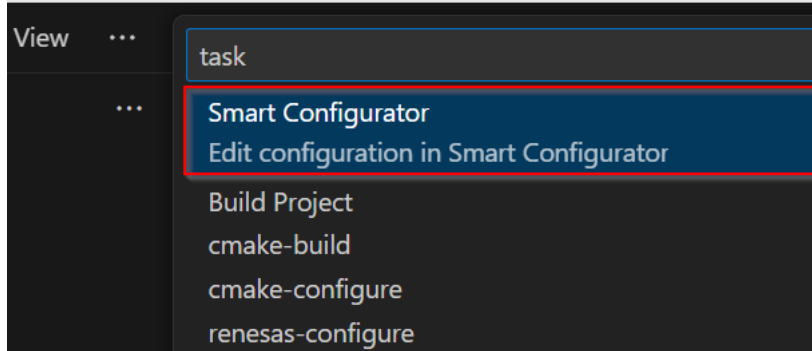 View ...
task
...
Smart Configurator
Edit configuration in Smart Configurator
Build Project
cmake-build
cmake-configure
renesas-configure